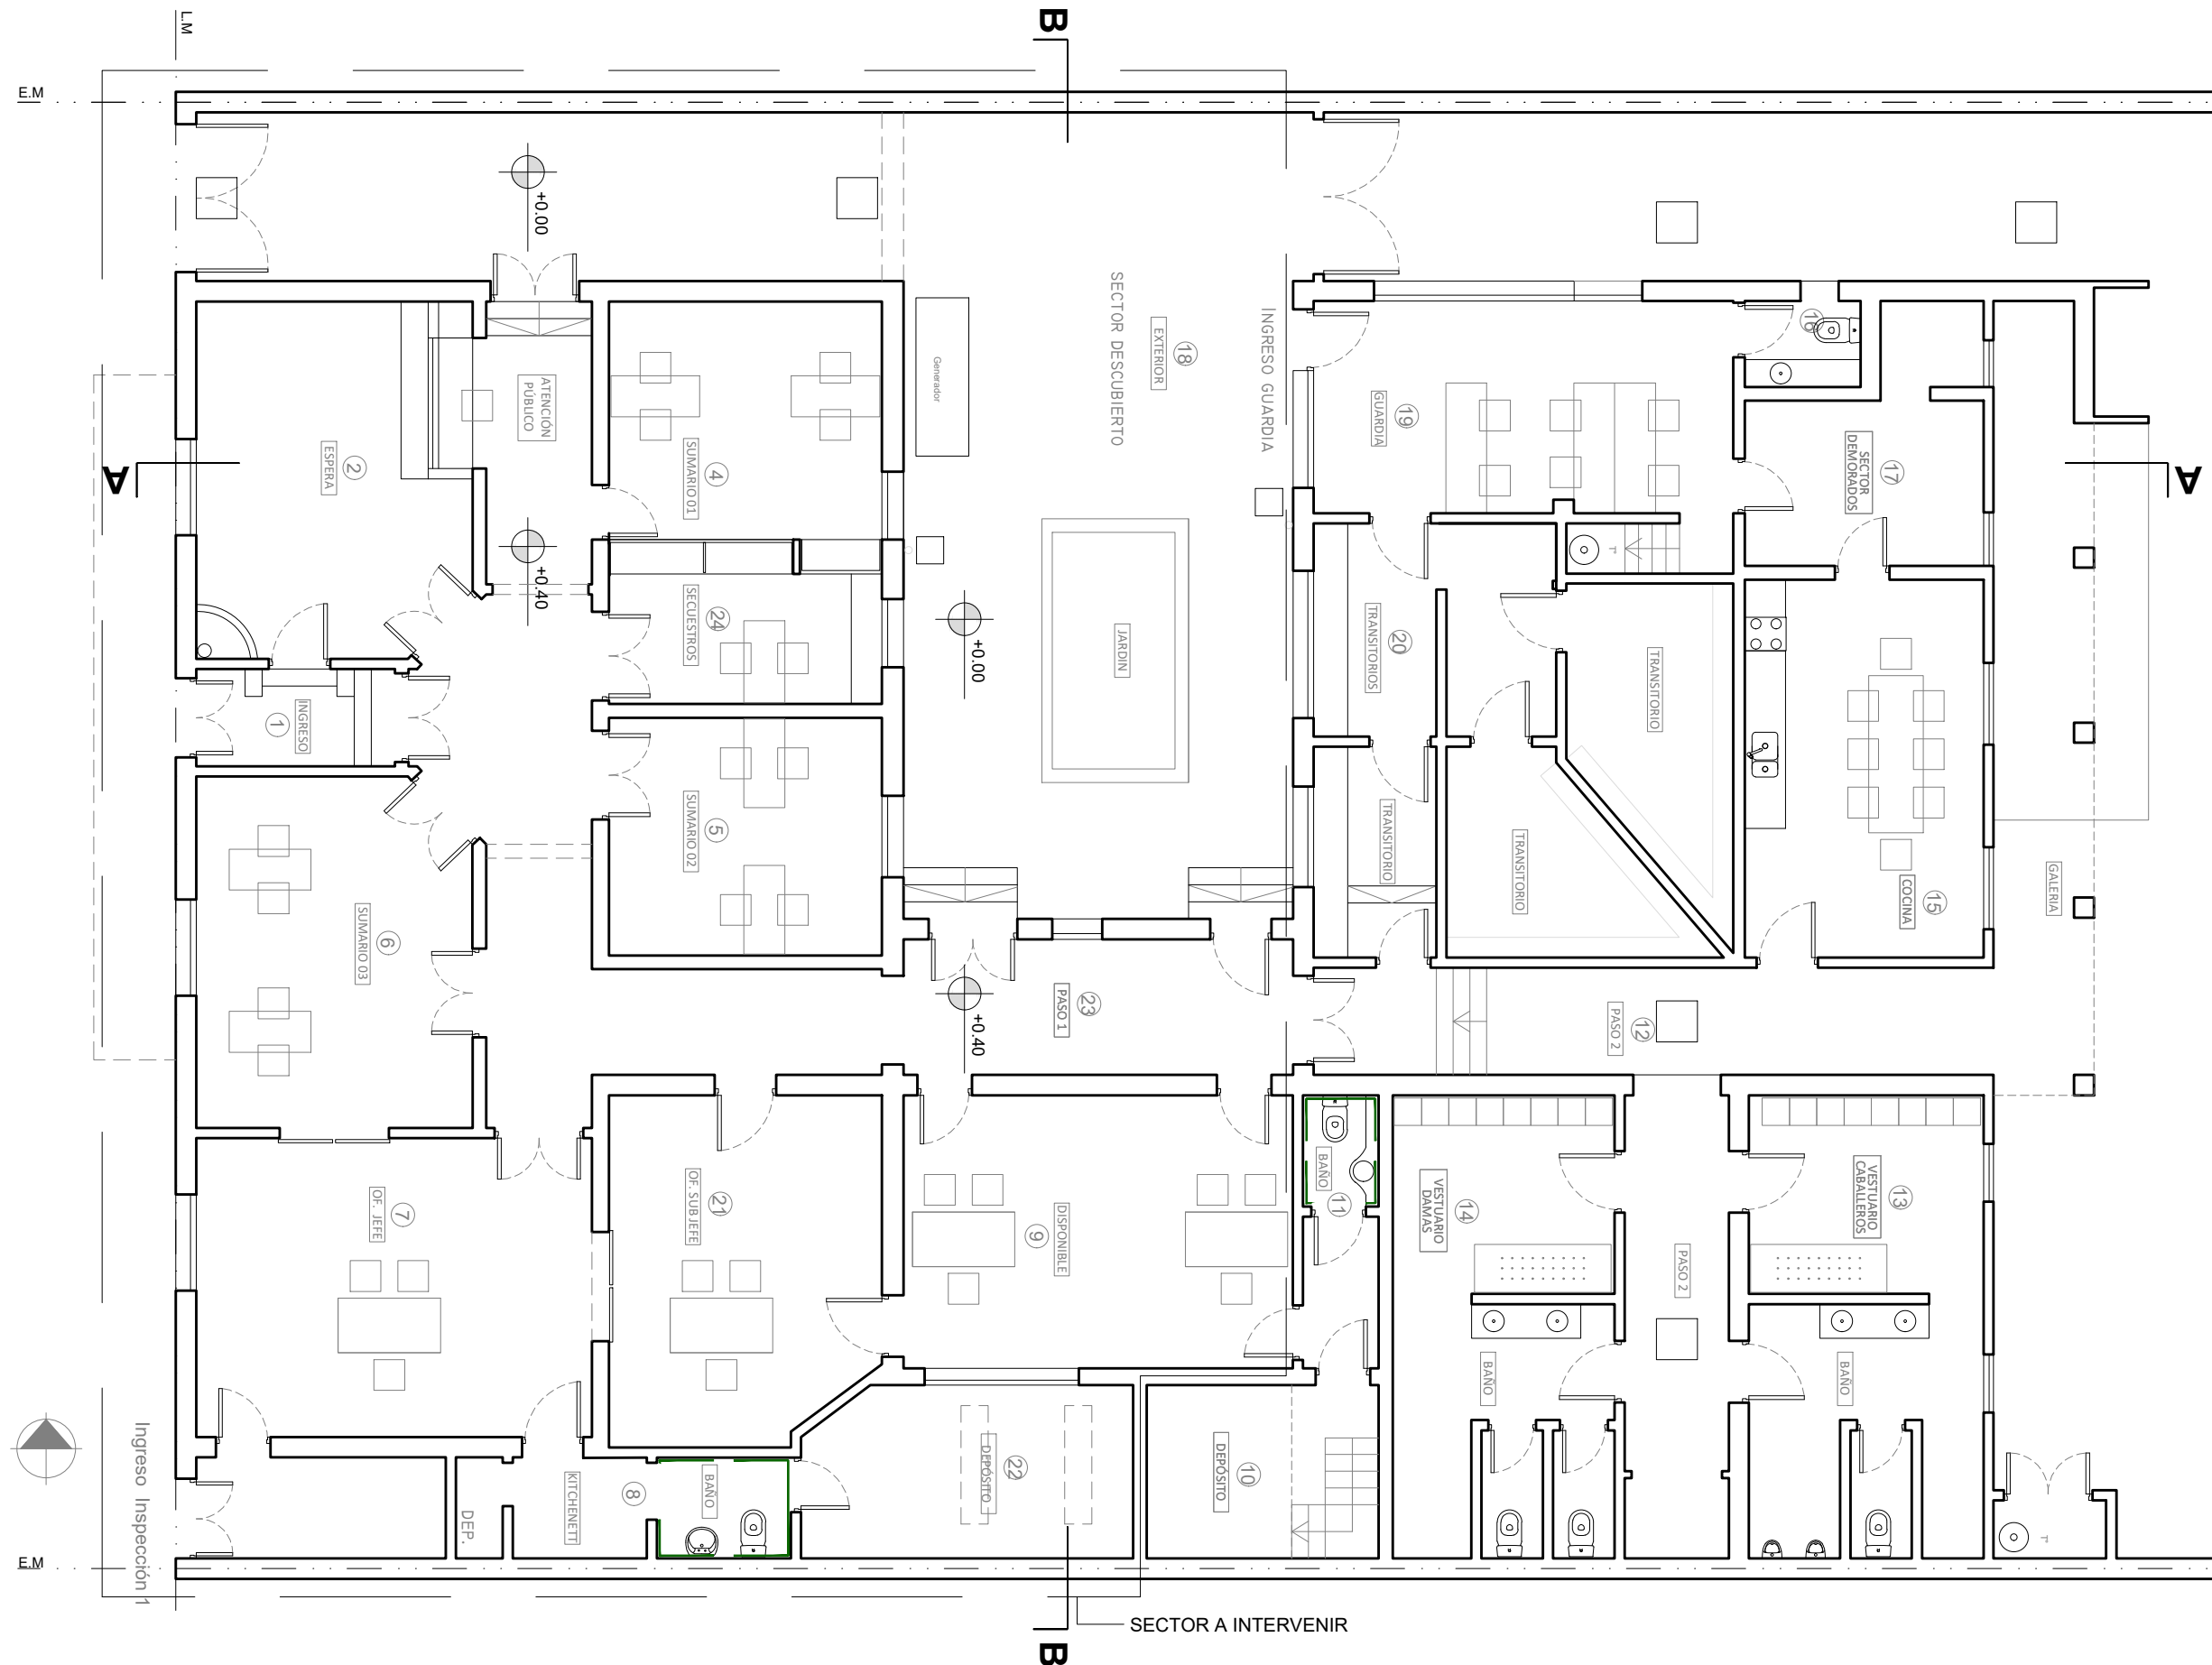 L.M
B
E.M
+0.00
ATENCIÓN
PÚBLICO
2
ESPERA
A
4
SUMARIO 01
Generador
SECTOR DESCUBIERTO
18
EXTERIOR
INGRESO GUARDIA
19
GUARDIA
16
17
SECTOR
DEMORADOS
A
+0.40
24
SECUESTROS
+0.00
JARDIN
20
TRANSITORIOS
TRANSITORIO
T"
1
INGRESO
5
SUMARIO 02
TRANSITORIO
TRANSITORIO
15
COCINA
GALERIA
6
SUMARIO 03
+0.40
23
PASO 1
12
PASO 2
7
OF. JEFE
21
OF. SUBJEFE
9
DISPONIBLE
BAÑO
11
14
VESTUARIO
DAMAS
PASO 2
13
VESTUARIO
CABALLEROS
BAÑO
BAÑO
Ingreso Inspección 1
DEP.
KITCHENETT
8
BAÑO
22
DEPÓSITO
10
DEPÓSITO
T"
E.M
SECTOR A INTERVENIR
B